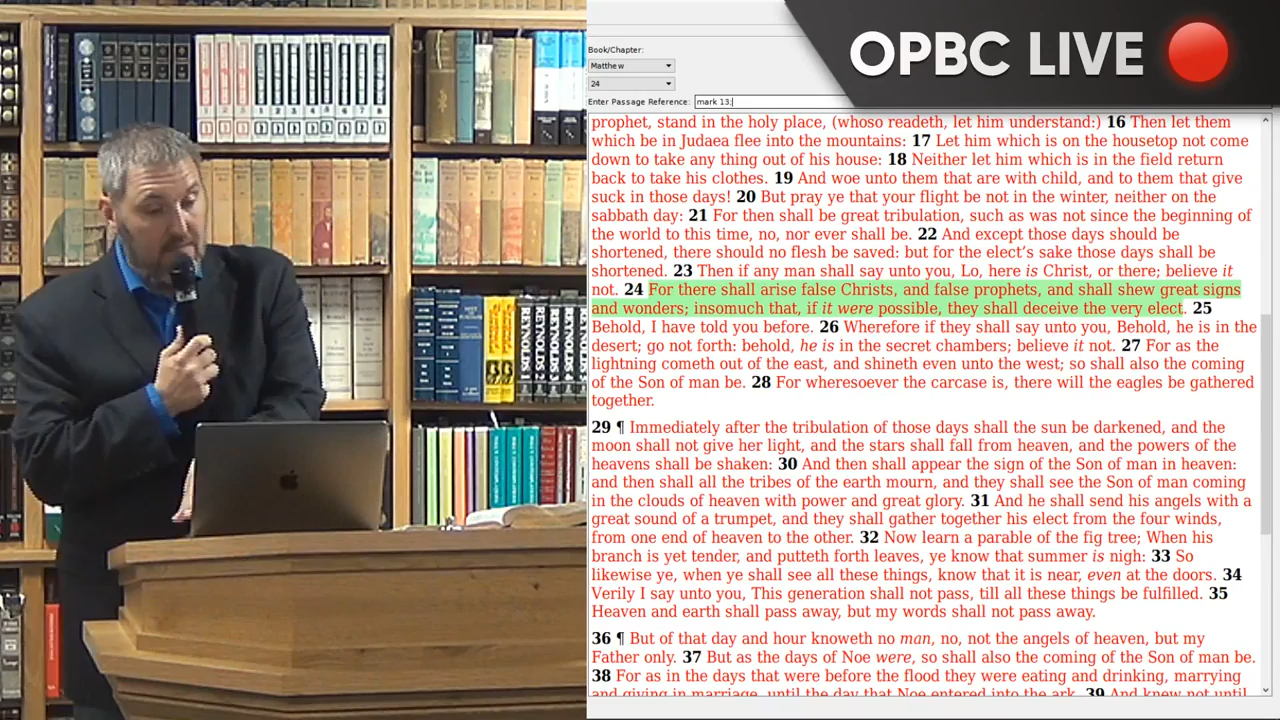 OPBC LIVE
Book/Chapter:
Matthew
24
Enter Passage Reference: mark 13;
prophet, stand in the holy place, (whoso readeth, let him understand:) 16 Then let them
which be in Judaea flee into the mountains: 17 Let him which is on the housetop not come
down to take any thing out of his house: 18 Neither let him which is in the field return
back to take his clothes. 19 And woe unto them that are with child, and to them that give
suck in those days! 20 But pray ye that your flight be not in the winter, neither on the
sabbath day: 21 For then shall be great tribulation, such as was not since the beginning of
the world to this time, no, nor ever shall be. 22 And except those days should be
shortened, there should no flesh be saved: but for the elect’s sake those days shall be
shortened. 23 Then if any man shall say unto you, Lo, here is Christ, or there; believe it
not. 24 For there shall arise false Christs, and false prophets, and shall shew great signs
and wonders; insomuch that, if it were possible, they shall deceive the very elect. 25
Behold, I have told you before. 26 Wherefore if they shall say unto you, Behold, he is in the
desert; go not forth: behold, he is in the secret chambers; believe it not. 27 For as the
lightning cometh out of the east, and shineth even unto the west; so shall also the coming
of the Son of man be. 28 For wheresoever the carcase is, there will the eagles be gathered
together.
29 ¶ Immediately after the tribulation of those days shall the sun be darkened, and the
moon shall not give her light, and the stars shall fall from heaven, and the powers of the
heavens shall be shaken: 30 And then shall appear the sign of the Son of man in heaven:
and then shall all the tribes of the earth mourn, and they shall see the Son of man coming
in the clouds of heaven with power and great glory. 31 And he shall send his angels with a
great sound of a trumpet, and they shall gather together his elect from the four winds,
from one end of heaven to the other. 32 Now learn a parable of the fig tree; When his
branch is yet tender, and putteth forth leaves, ye know that summer is nigh: 33 So
likewise ye, when ye shall see all these things, know that it is near, even at the doors. 34
Verily I say unto you, This generation shall not pass, till all these things be fulfilled. 35
Heaven and earth shall pass away, but my words shall not pass away.
36 ¶ But of that day and hour knoweth no man, no, not the angels of heaven, but my
Father only. 37 But as the days of Noe were, so shall also the coming of the Son of man be.
38 For as in the days that were before the flood they were eating and drinking, marrying
and giving in marriage, until the day that Noe entered into the ark, 39 And knew not until
REYNOLDS 1
REYNOLDS 2
REYNOLDS 3